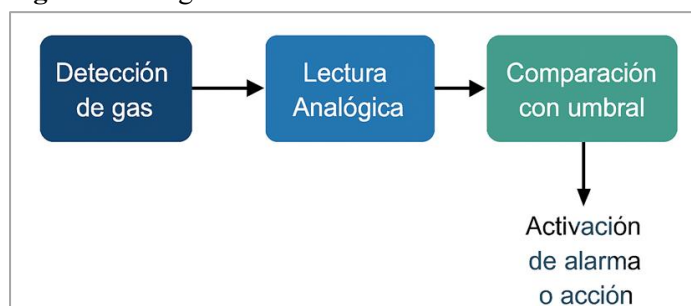 Detección
de gas
Lectura
Analógica
Comparación
con umbral
Activación
de alarma
o acción